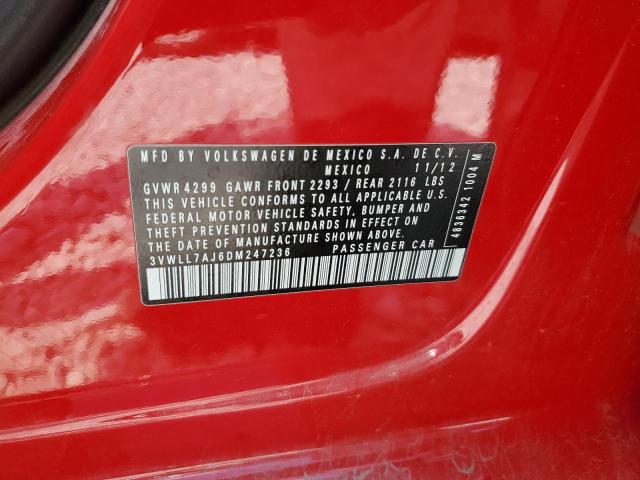 MFD BY VOLKSWAGEN DE MEXICO S.A. DE C.V.
MEXICO 11/12
GVWR 4299 GAWR FRONT 2293 / REAR 2116 LBS
THIS VEHICLE CONFORMS TO ALL APPLICABLE U.S.
FEDERAL MOTOR VEHICLE SAFETY, BUMPER AND
THEFT PREVENTION STANDARDS IN EFFECT ON
THE DATE OF MANUFACTURE SHOWN ABOVE.
3VWLL7AJ6DM247236 PASSENGER CAR
4836342 1004 M